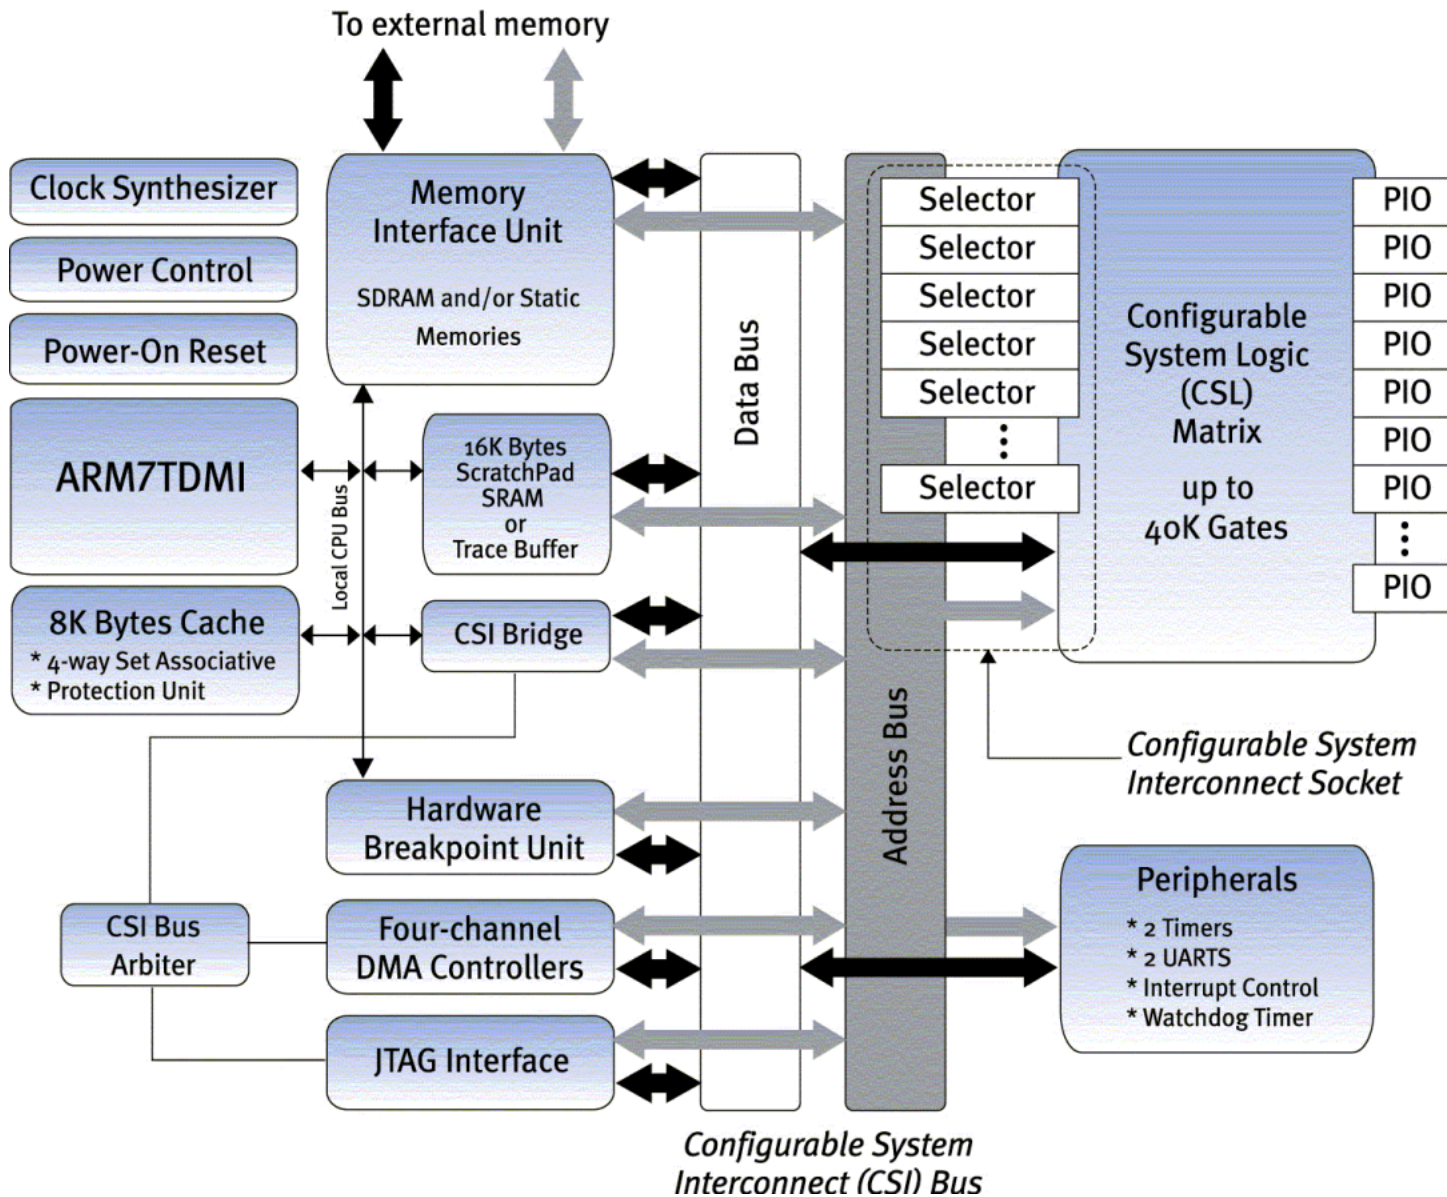 To external memory
Clock Synthesizer
Power Control
Power-On Reset
ARM7TDMI
8K Bytes Cache
* 4-way Set Associative
* Protection Unit
Memory
Interface Unit
SDRAM and/or Static
Memories
Local CPU Bus
16K Bytes
ScratchPad
SRAM
or
Trace Buffer
CSI Bridge
Hardware
Breakpoint Unit
CSI Bus
Arbiter
Four-channel
DMA Controllers
JTAG Interface
Data Bus
Address Bus
Selector
Selector
Selector
Selector
Selector
Selector
Configurable
System Logic
(CSL)
Matrix
up to
40K Gates
PIO
PIO
PIO
PIO
PIO
PIO
PIO
PIO
Configurable System
Interconnect Socket
Peripherals
* 2 Timers
* 2 UARTS
* Interrupt Control
* Watchdog Timer
Configurable System
Interconnect (CSI) Bus